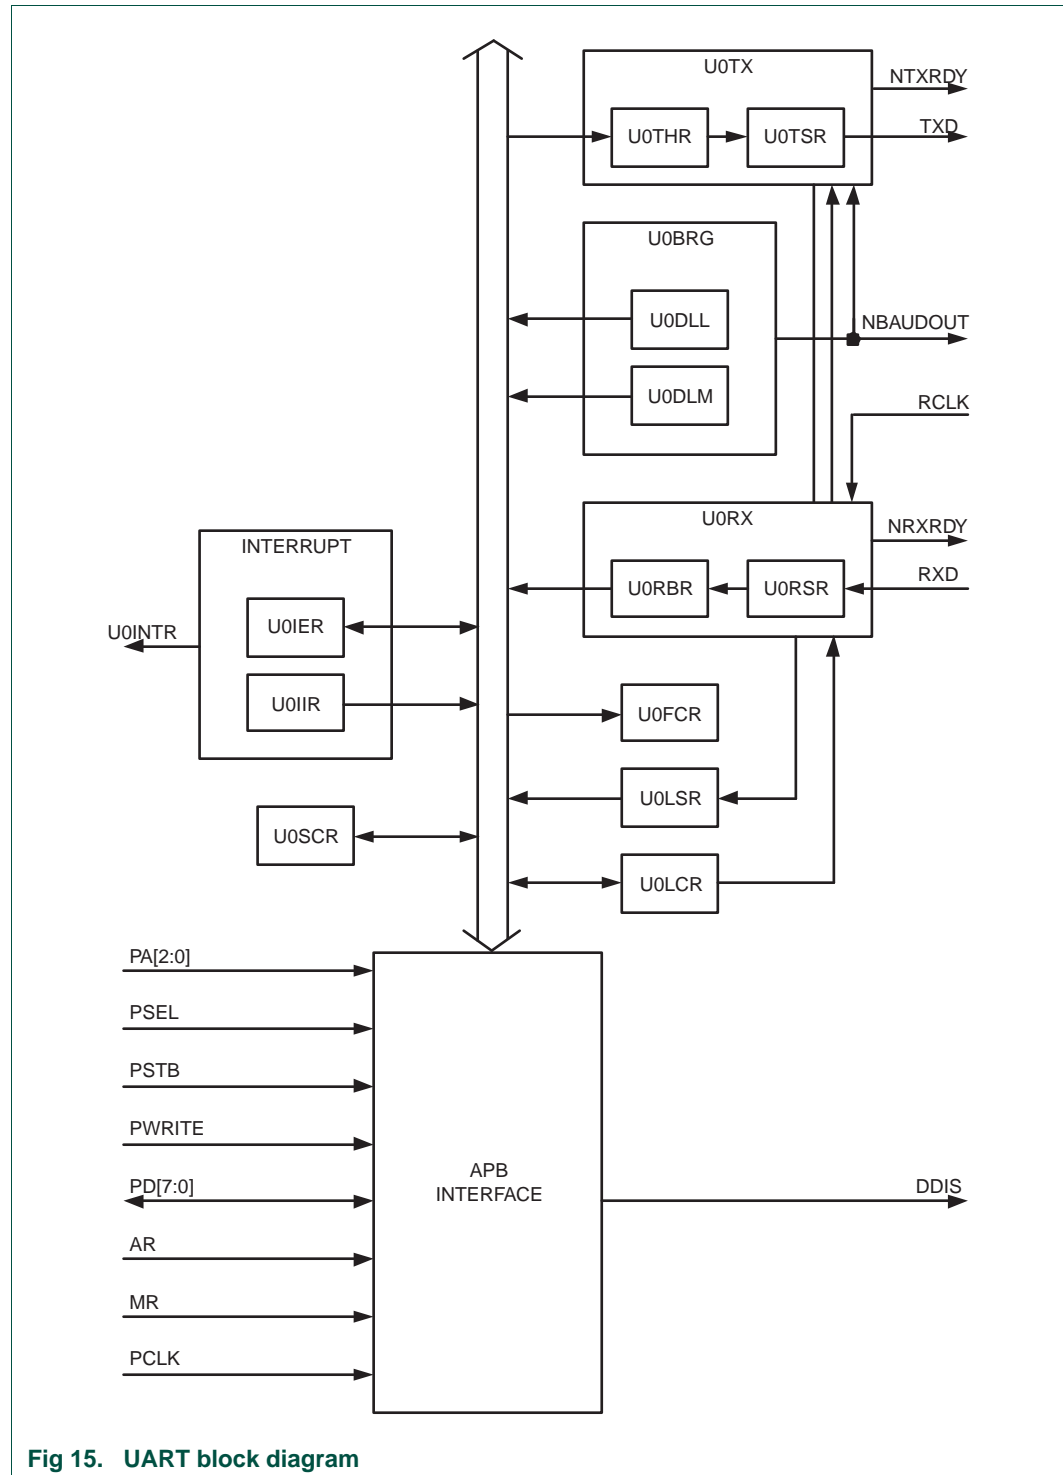 U0TX
NTXRDY
U0THR
U0TSR
TXD
U0BRG
U0DLL
NBAUDOUT
U0DLM
RCLK
U0RX
NRXRDY
INTERRUPT
U0RBR
U0RSR
RXD
U0INTR
U0IER
U0IIR
U0FCR
U0LSR
U0SCR
U0LCR
PA[2:0]
PSEL
PSTB
PWRITE
APB
INTERFACE
PD[7:0]
DDIS
AR
MR
PCLK
Fig 15. UART block diagram